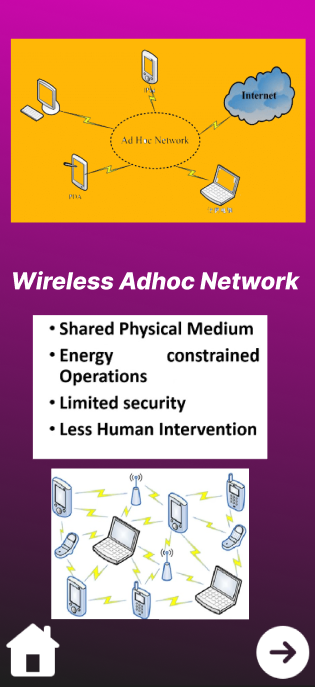 Internet
Ad Hoc Network
PDA
Wireless Adhoc Network
• Shared Physical Medium
• Energy constrained
Operations
• Limited security
• Less Human Intervention